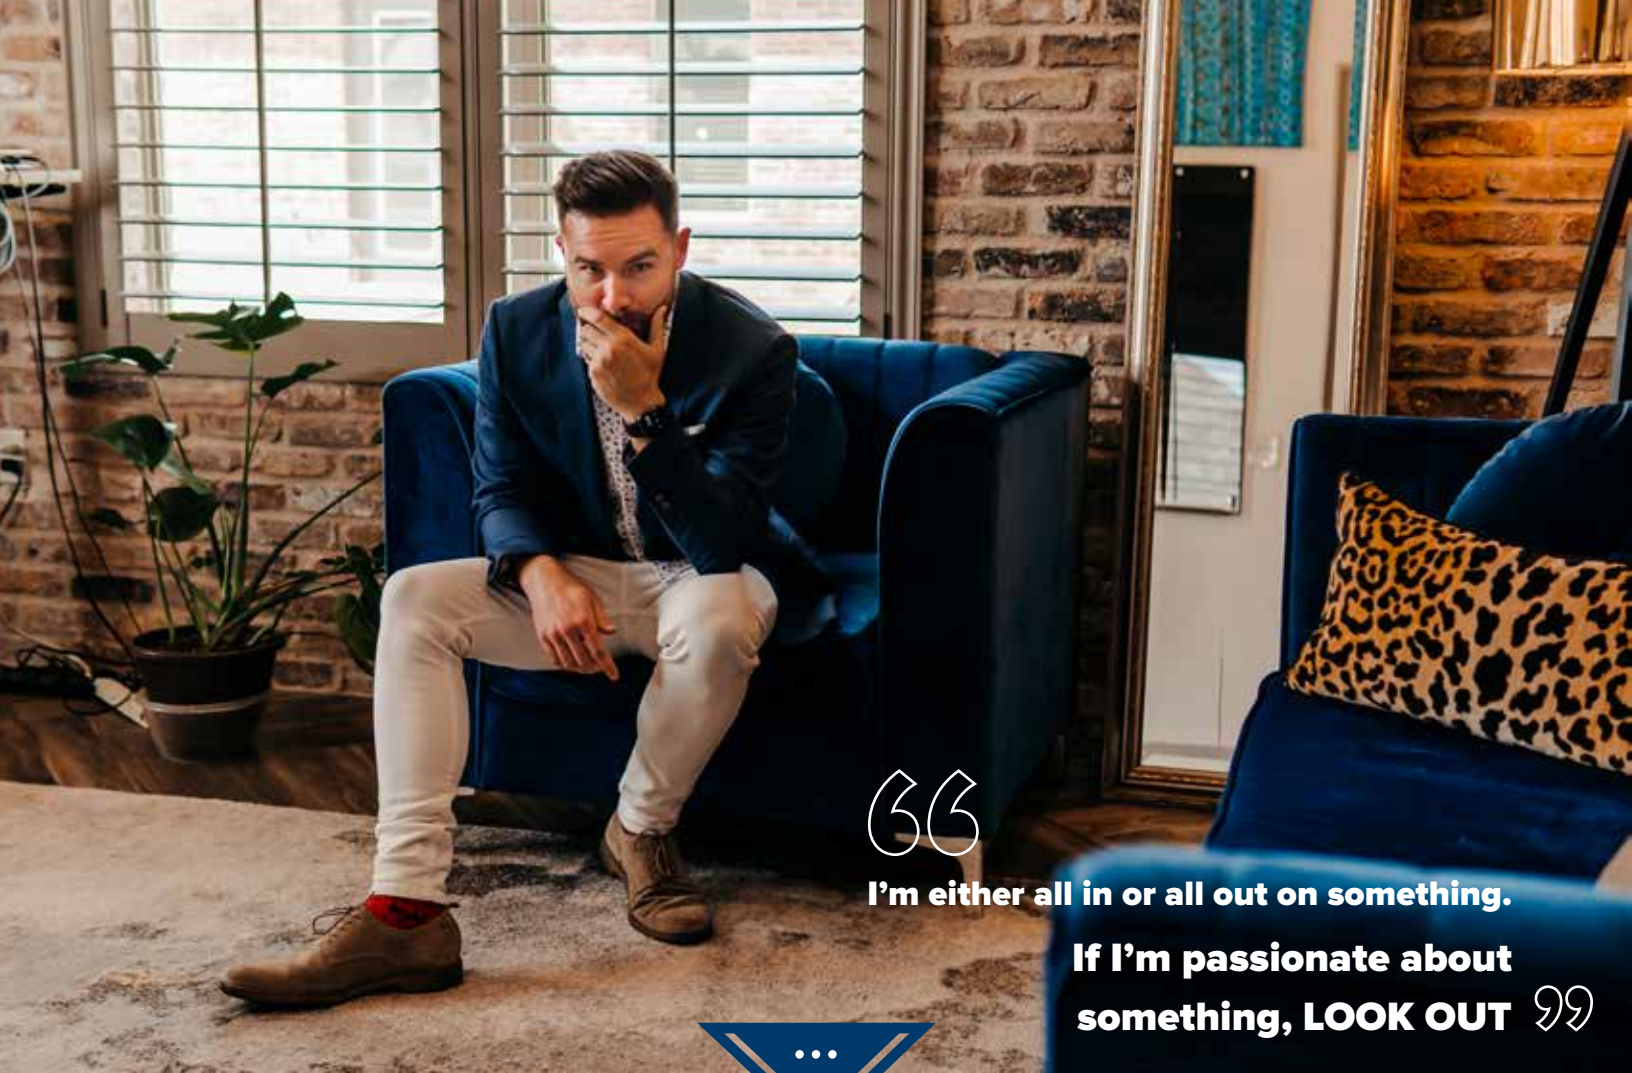 “
I’m either all in or all out on something.
If I’m passionate about
something, LOOK OUT ”